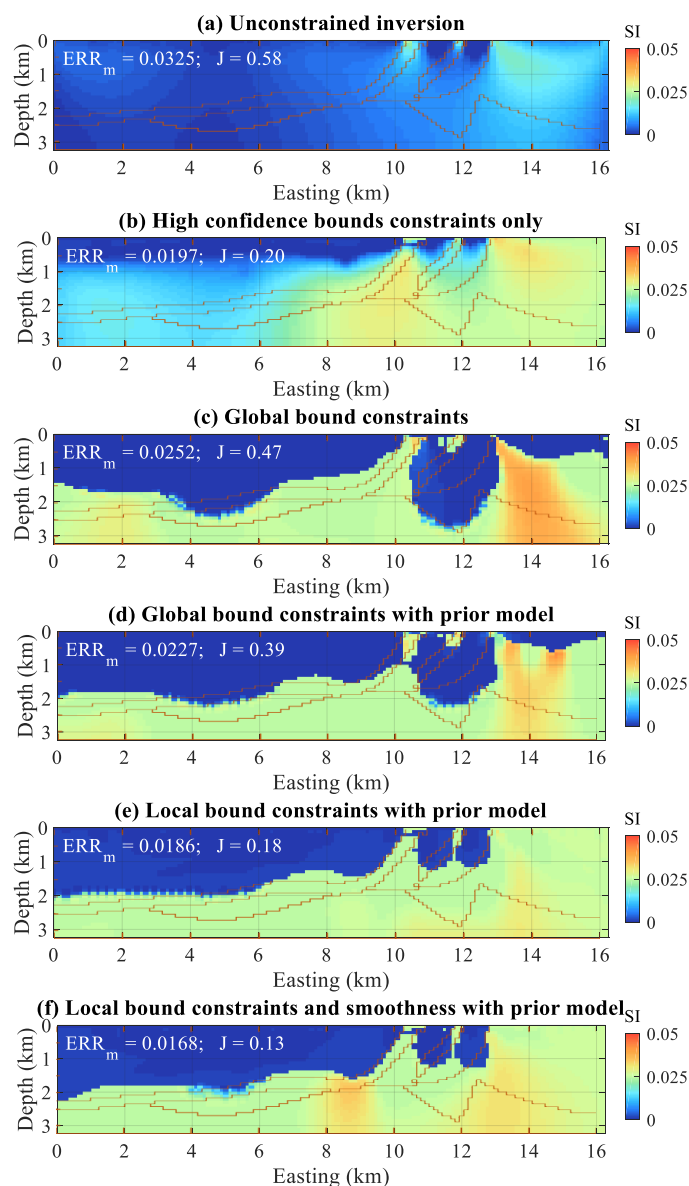 (a) Unconstrained inversion
SI
ERRm = 0.0325; J = 0.58
Depth (km)
0
1
2
3
0 2 4 6 8 10 12 14 16
Easting (km)
0.05
0.025
0
(b) High confidence bounds constraints only
SI
ERRm = 0.0197; J = 0.20
Depth (km)
0
1
2
3
0 2 4 6 8 10 12 14 16
Easting (km)
0.05
0.025
0
(c) Global bound constraints
SI
ERRm = 0.0252; J = 0.47
Depth (km)
0
1
2
3
0 2 4 6 8 10 12 14 16
Easting (km)
0.05
0.025
0
(d) Global bound constraints with prior model
SI
ERRm = 0.0227; J = 0.39
Depth (km)
0
1
2
3
0 2 4 6 8 10 12 14 16
Easting (km)
0.05
0.025
0
(e) Local bound constraints with prior model
SI
ERRm = 0.0186; J = 0.18
Depth (km)
0
1
2
3
0 2 4 6 8 10 12 14 16
Easting (km)
0.05
0.025
0
(f) Local bound constraints and smoothness with prior model
SI
ERRm = 0.0168; J = 0.13
Depth (km)
0
1
2
3
0 2 4 6 8 10 12 14 16
Easting (km)
0.05
0.025
0